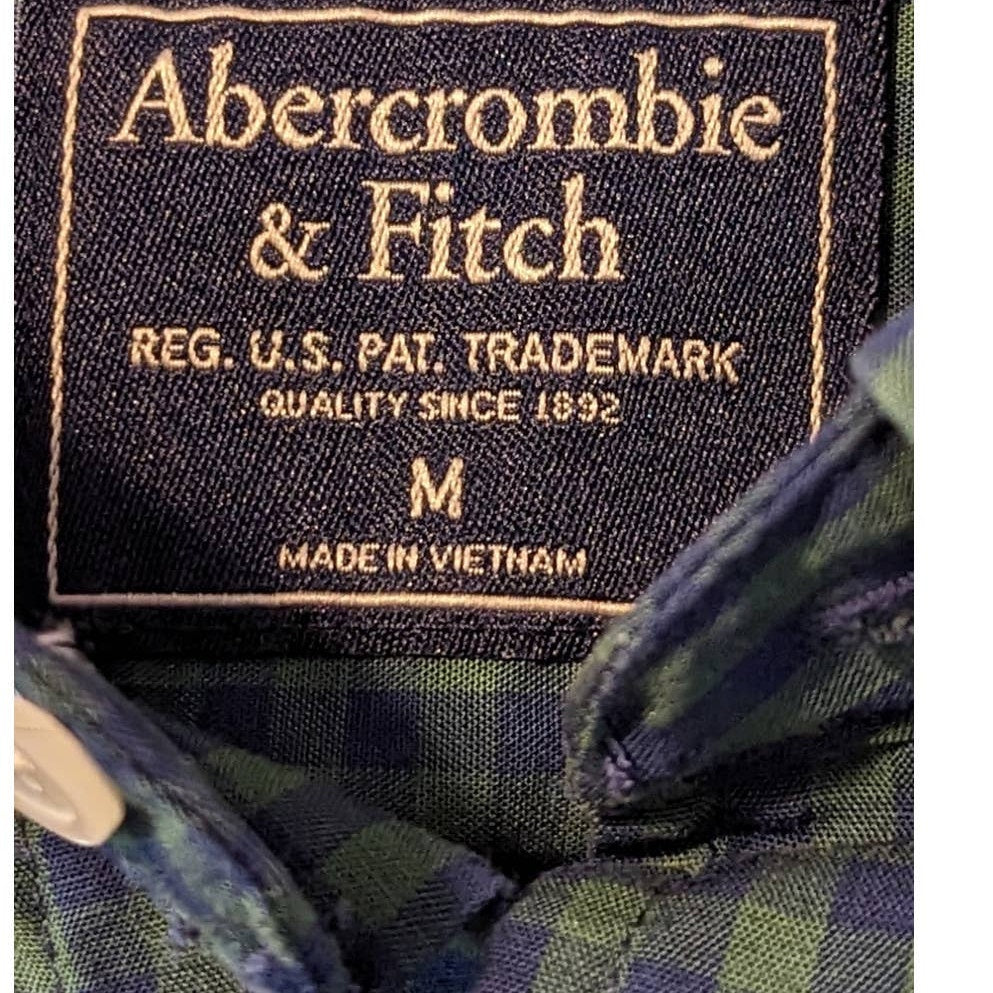 Abercrombie
& Fitch
REG. U.S. PAT. TRADEMARK
QUALITY SINCE 1892
M
MADE IN VIETNAM